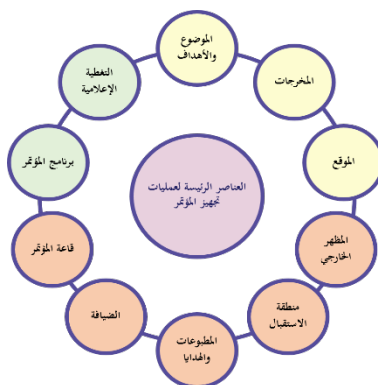 العناصر الرئيسة لعمليات
تجهيز المؤتمر
الموضوع
والأهداف
المخرجات
الموقع
المظهر
الخارجي
منطقة
الاستقبال
المطبوعات
والهدايا
الضيافة
قاعة المؤتمر
برنامج المؤتمر
التغطية
الإعلامية